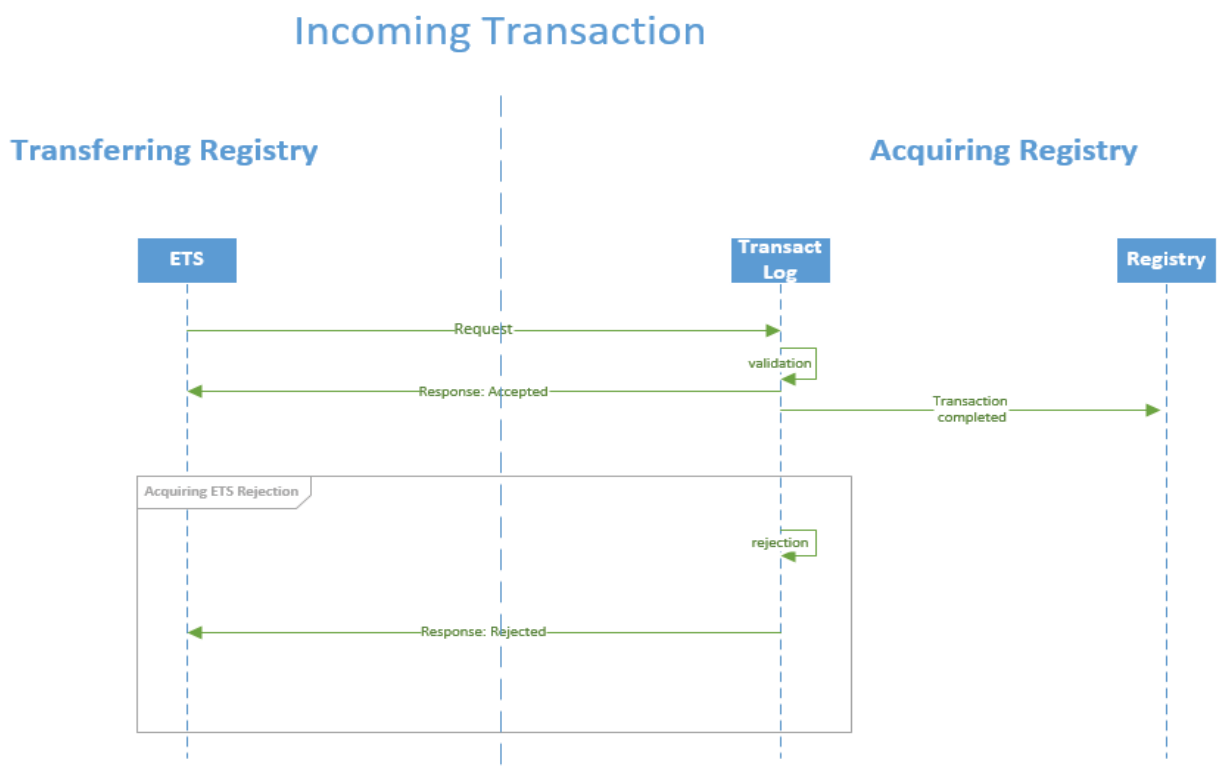 Incoming Transaction
Transferring Registry
Acquiring Registry
ETS
Transact
Log
Registry
Request
validation
Response: Accepted
Transaction
completed
Acquiring ETS Rejection
rejection
Response: Rejected